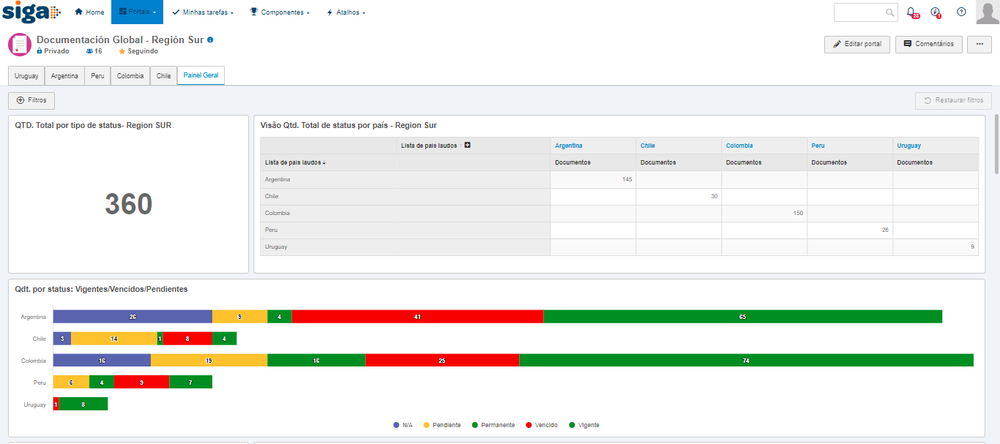 siga
Home Portais Minhas tarefas Componentes Atalhos 23 1
Documentación Global - Región Sur
Privado 16 Seguindo
Editar portal Comentários ...
Uruguay Argentina Peru Colombia Chile Painel Geral
Filtros Restaurar filtros
QTD. Total por tipo de status- Region SUR
360
Visão Qtd. Total de status por país - Region Sur
Lista de pais laudos Argentina Chile Colombia Peru Uruguay
Lista de pais laudos Documentos Documentos Documentos Documentos Documentos
Argentina 145
Chile 30
Colombia 150
Peru 26
Uruguay 9
Qdt. por status: Vigentes/Vencidos/Pendientes
Argentina 26 9 4 41 65
Chile 3 14 1 8 4
Colombia 16 19 16 25 74
Peru 6 4 9 7
Uruguay 1 8
N/A Pendiente Permanente Vencido Vigente